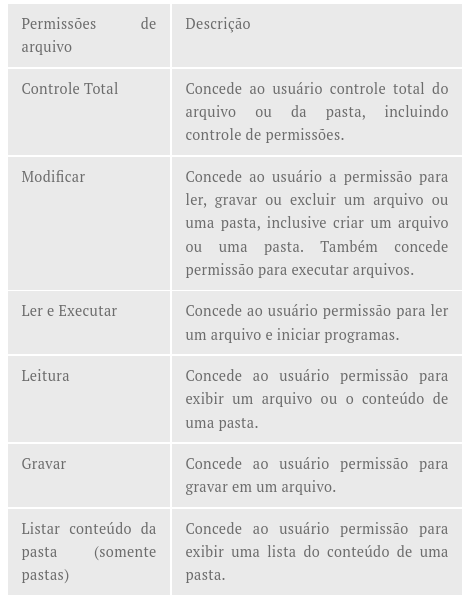 Permissões de
arquivo
Descrição
Controle Total
Concede ao usuário controle total do
arquivo ou da pasta, incluindo
controle de permissões.
Modificar
Concede ao usuário a permissão para
ler, gravar ou excluir um arquivo ou
uma pasta, inclusive criar um arquivo
ou uma pasta. Também concede
permissão para executar arquivos.
Ler e Executar
Concede ao usuário permissão para ler
um arquivo e iniciar programas.
Leitura
Concede ao usuário permissão para
exibir um arquivo ou o conteúdo de
uma pasta.
Gravar
Concede ao usuário permissão para
gravar em um arquivo.
Listar conteúdo da
pasta (somente
pastas)
Concede ao usuário permissão para
exibir uma lista do conteúdo de uma
pasta.